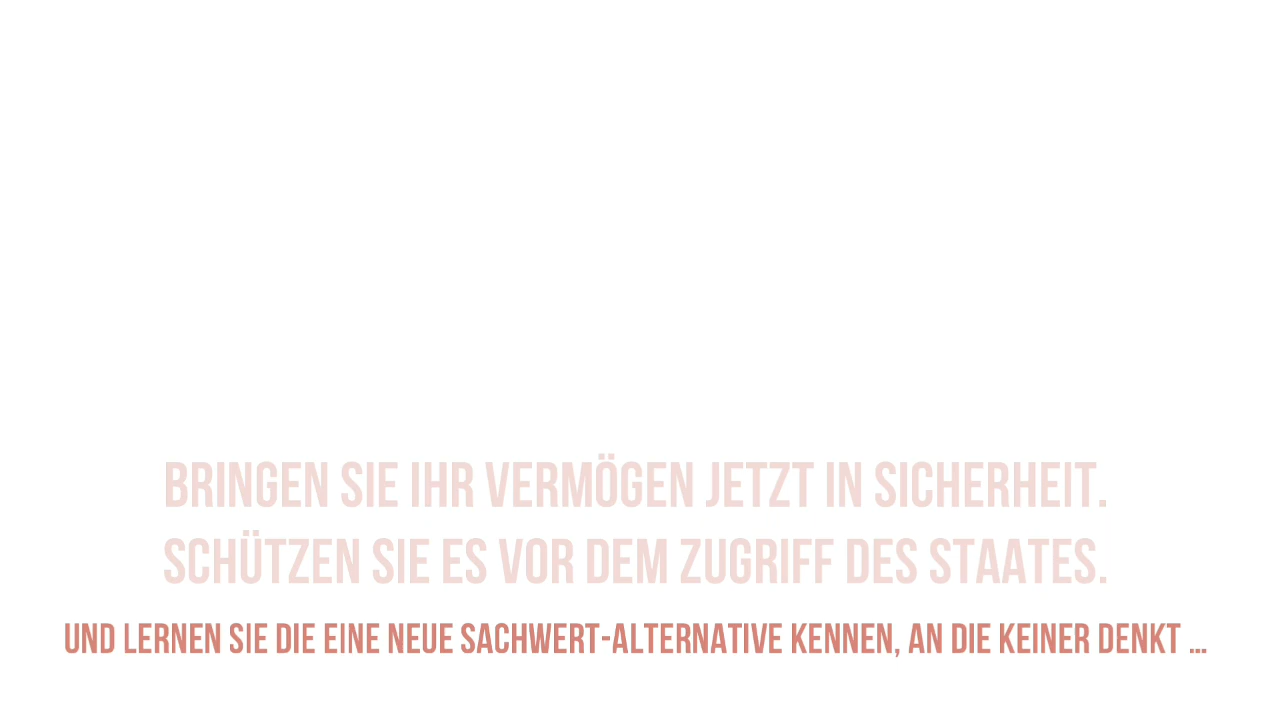 BRINGEN SIE IHR VERMÖGEN JETZT IN SICHERHEIT.
SCHÜTZEN SIE ES VOR DEM ZUGRIFF DES STAATES.
UND LERNEN SIE DIE EINE NEUE SACHWERT-ALTERNATIVE KENNEN, AN DIE KEINER DENKT ...